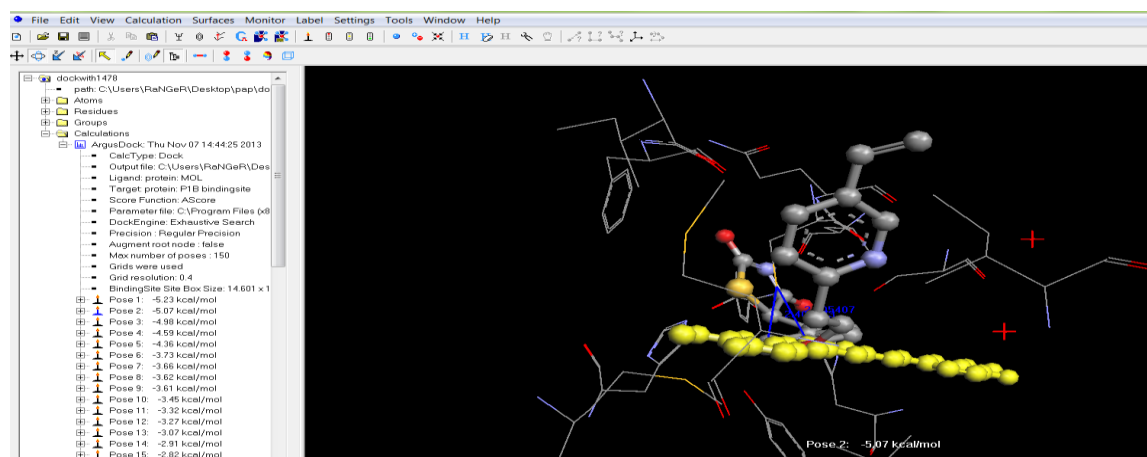 File Edit View Calculation Surfaces Monitor Label Settings Tools Window Help
dockwith1478
path: C:\Users\RaNGeR\Desktop\pap\do
Atoms
Residues
Groups
Calculations
ArgusDock: Thu Nov 07 14:44:25 2013
CalcType: Dock
Output file: C:\Users\RaNGeR\Des
Ligand: protein: MOL
Target: protein: P1B bindingsite
Score Function: AScore
Parameter file: C:\Program Files (x8
DockEngine: Exhaustive Search
Precision : Regular Precision
Augment root node : false
Max number of poses : 150
Grids were used
Grid resolution: 0.4
BindingSite Site Box Size: 14.601 x 1
Pose 1: -5.23 kcal/mol
Pose 2: -5.07 kcal/mol
Pose 3: -4.98 kcal/mol
Pose 4: -4.59 kcal/mol
Pose 5: -4.36 kcal/mol
Pose 6: -3.73 kcal/mol
Pose 7: -3.66 kcal/mol
Pose 8: -3.62 kcal/mol
Pose 9: -3.61 kcal/mol
Pose 10: -3.45 kcal/mol
Pose 11: -3.32 kcal/mol
Pose 12: -3.27 kcal/mol
Pose 13: -3.07 kcal/mol
Pose 14: -2.91 kcal/mol
Pose 15: -2.82 kcal/mol
Pose 2: -5.07 kcal/mol